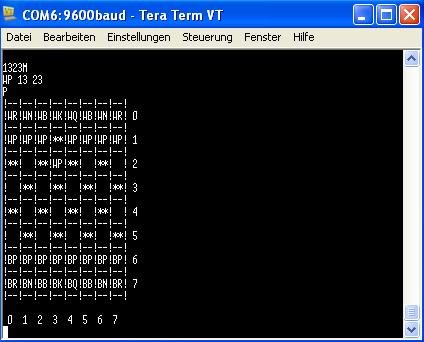 COM6:9600baud - Tera Term VT
Datei Bearbeiten Einstellungen Steuerung Fenster Hilfe
1323M
WP 13 23
P
!--!--!--!--!--!--!--!--!
!WR!WN!WB!WK!WQ!WB!WN!WR! 0
!--!--!--!--!--!--!--!--!
!WP!WP!WP!**!WP!WP!WP!WP! 1
!--!--!--!--!--!--!--!--!
!**!  !**!WP!**!  !**!  ! 2
!--!--!--!--!--!--!--!--!
!  !**!  !**!  !**!  !**! 3
!--!--!--!--!--!--!--!--!
!**!  !**!  !**!  !**!  ! 4
!--!--!--!--!--!--!--!--!
!  !**!  !**!  !**!  !**! 5
!--!--!--!--!--!--!--!--!
!BP!BP!BP!BP!BP!BP!BP!BP! 6
!--!--!--!--!--!--!--!--!
!BR!BN!BB!BK!BQ!BB!BN!BR! 7
!--!--!--!--!--!--!--!--!
0 1 2 3 4 5 6 7